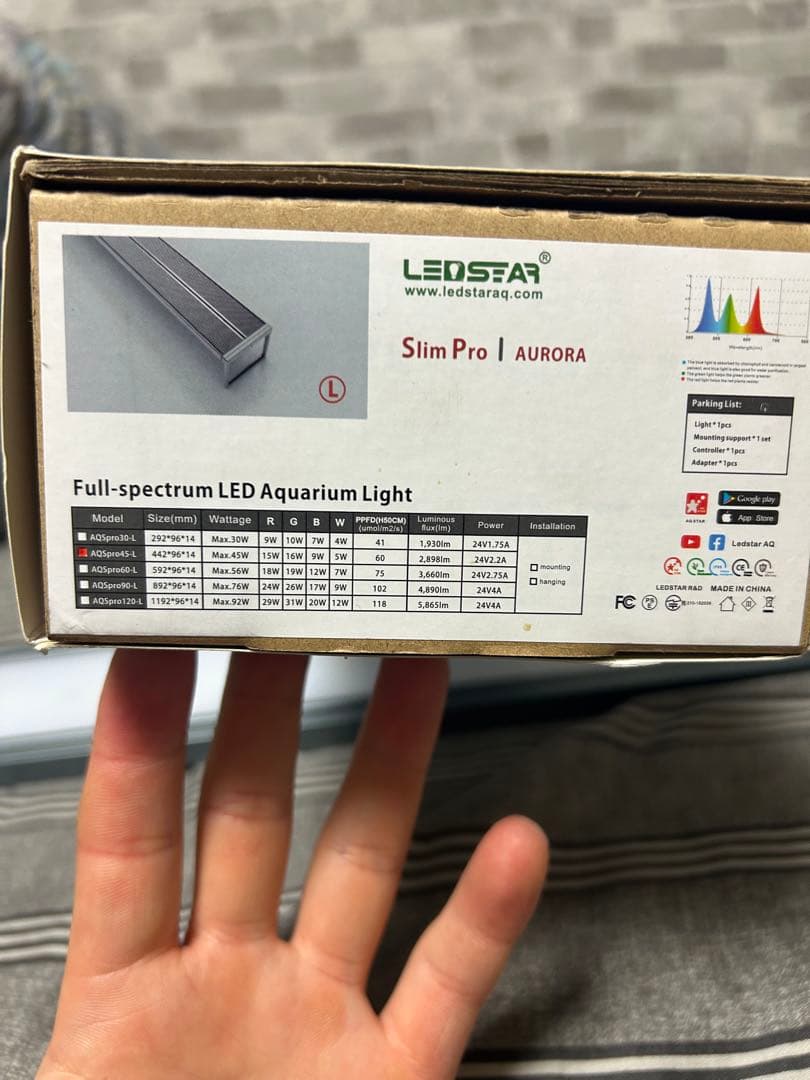 LEDSTAR®
www.ledstaraq.com
Slim Pro | AURORA
L
Wavelength(nm)
Parking List:
Light * 1pcs
Mounting support * 1 set
Controller * 1pcs
Adapter * 1pcs
Full-spectrum LED Aquarium Light
Model Size(mm) Wattage R G B W PPFD(H50CM) (umol/m2/s) Luminous flux(lm) Power Installation
AQSpro30-L 292*96*14 Max.30W 9W 10W 7W 4W 41 1,930lm 24V1.75A
AQSpro45-L 442*96*14 Max.45W 15W 16W 9W 5W 60 2,898lm 24V2.2A
AQSpro60-L 592*96*14 Max.56W 18W 19W 12W 7W 75 3,660lm 24V2.75A
AQSpro90-L 892*96*14 Max.76W 24W 26W 17W 9W 102 4,890lm 24V4A
AQSpro120-L 1192*96*14 Max.92W 29W 31W 20W 12W 118 5,865lm 24V4A
mounting
hanging
AQSTAR
Google play
App Store
Ledstar AQ
CE
LEDSTAR R&D MADE IN CHINA
FC
PS E